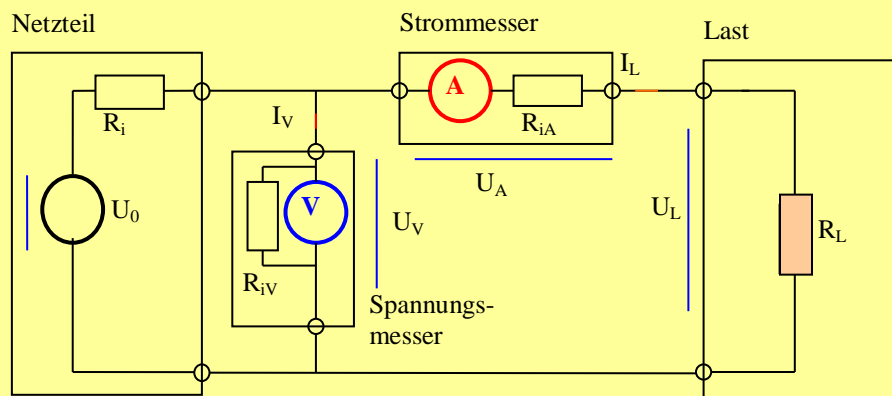 Netzteil
Strommesser
Last
R_i
I_V
A
R_iA
I_L
U_A
U_0
V
U_V
U_L
R_L
R_iV
Spannungs-
messer